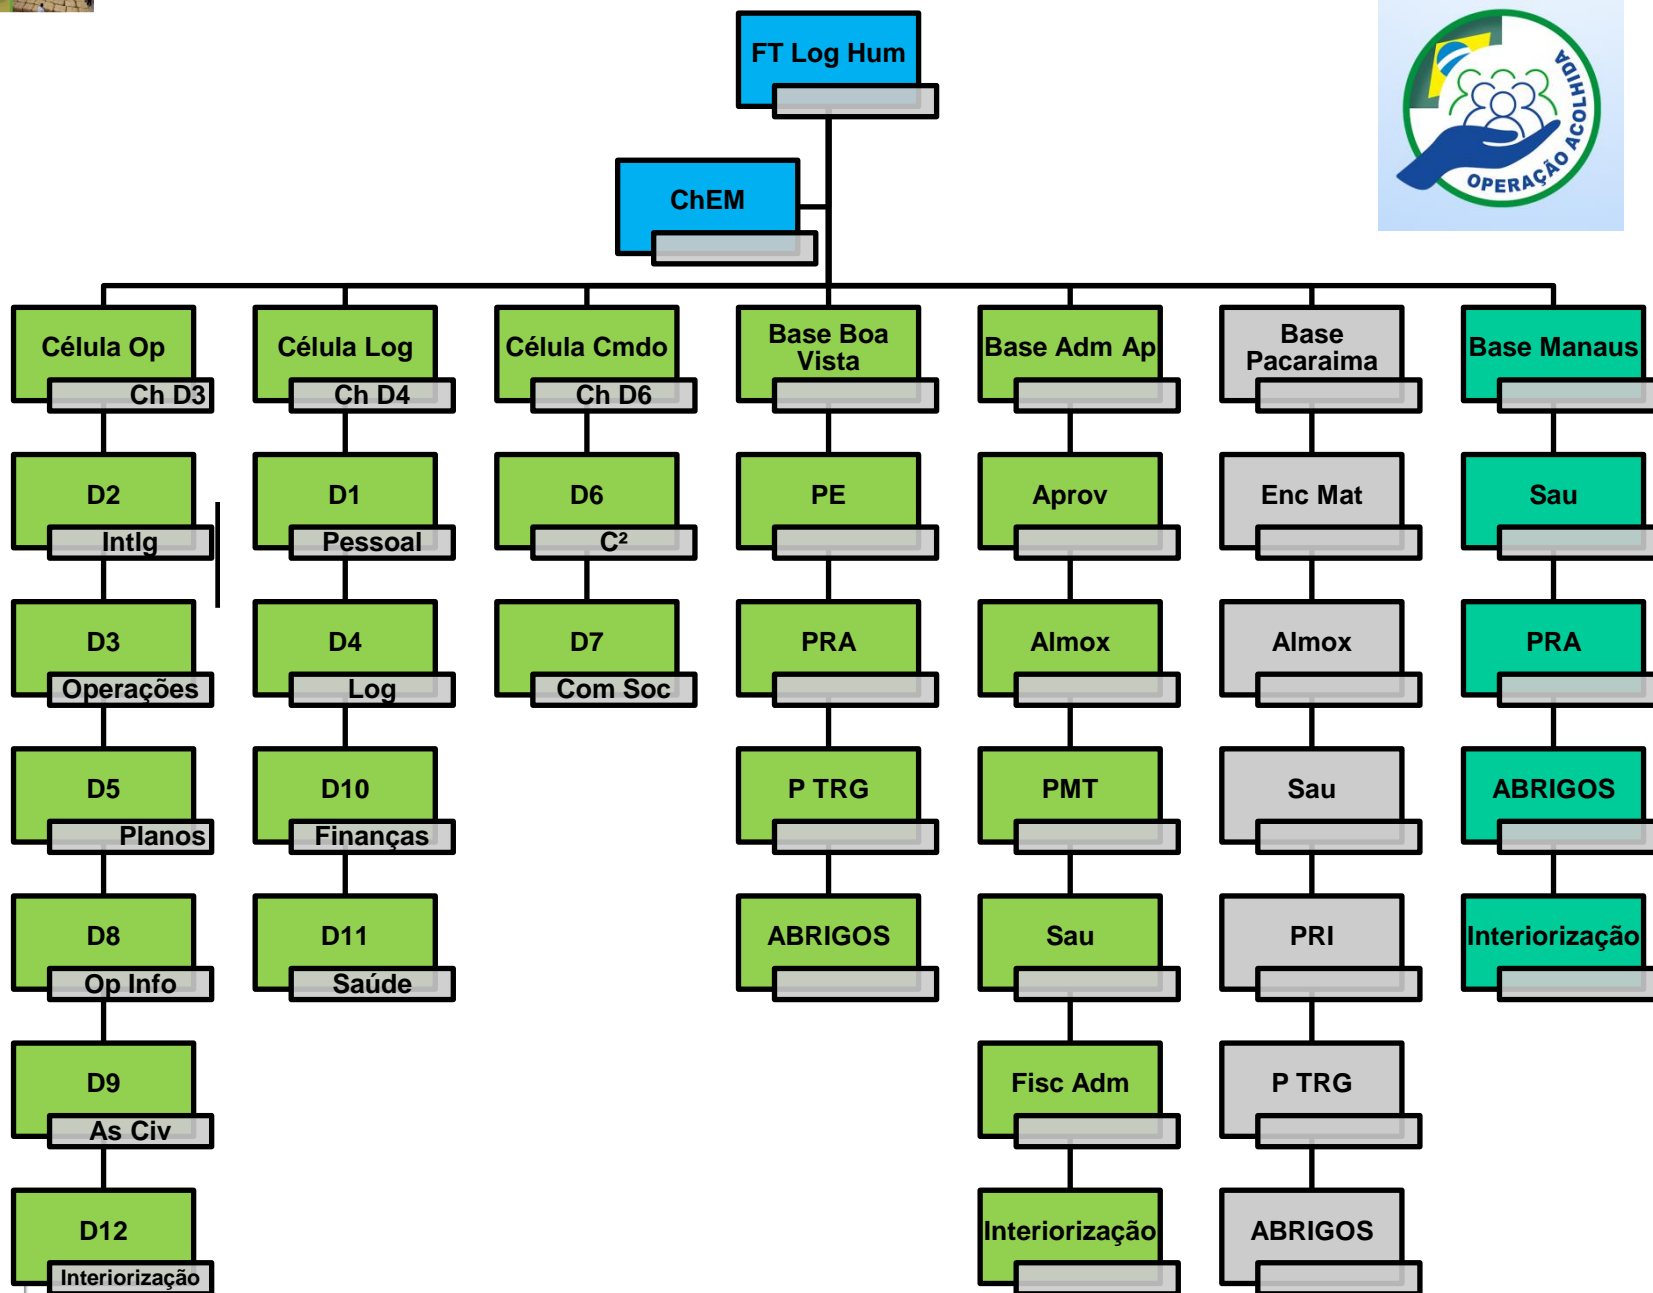 FT Log Hum
OPERAÇÃO ACOLHIDA
ChEM
Célula Op
Ch D3
Célula Log
Ch D4
Célula Cmdo
Ch D6
Base Boa
Vista
Base Adm Ap
Base
Pacaraima
Base Manaus
D2
Intlg
D1
Pessoal
D6
C²
PE
Aprov
Enc Mat
Sau
D3
Operações
D4
Log
D7
Com Soc
PRA
Almox
Almox
PRA
D5
Planos
D10
Finanças
P TRG
PMT
Sau
ABRIGOS
D8
Op Info
D11
Saúde
ABRIGOS
Sau
PRI
Interiorização
D9
As Civ
Fisc Adm
P TRG
D12
Interiorização
Interiorização
ABRIGOS